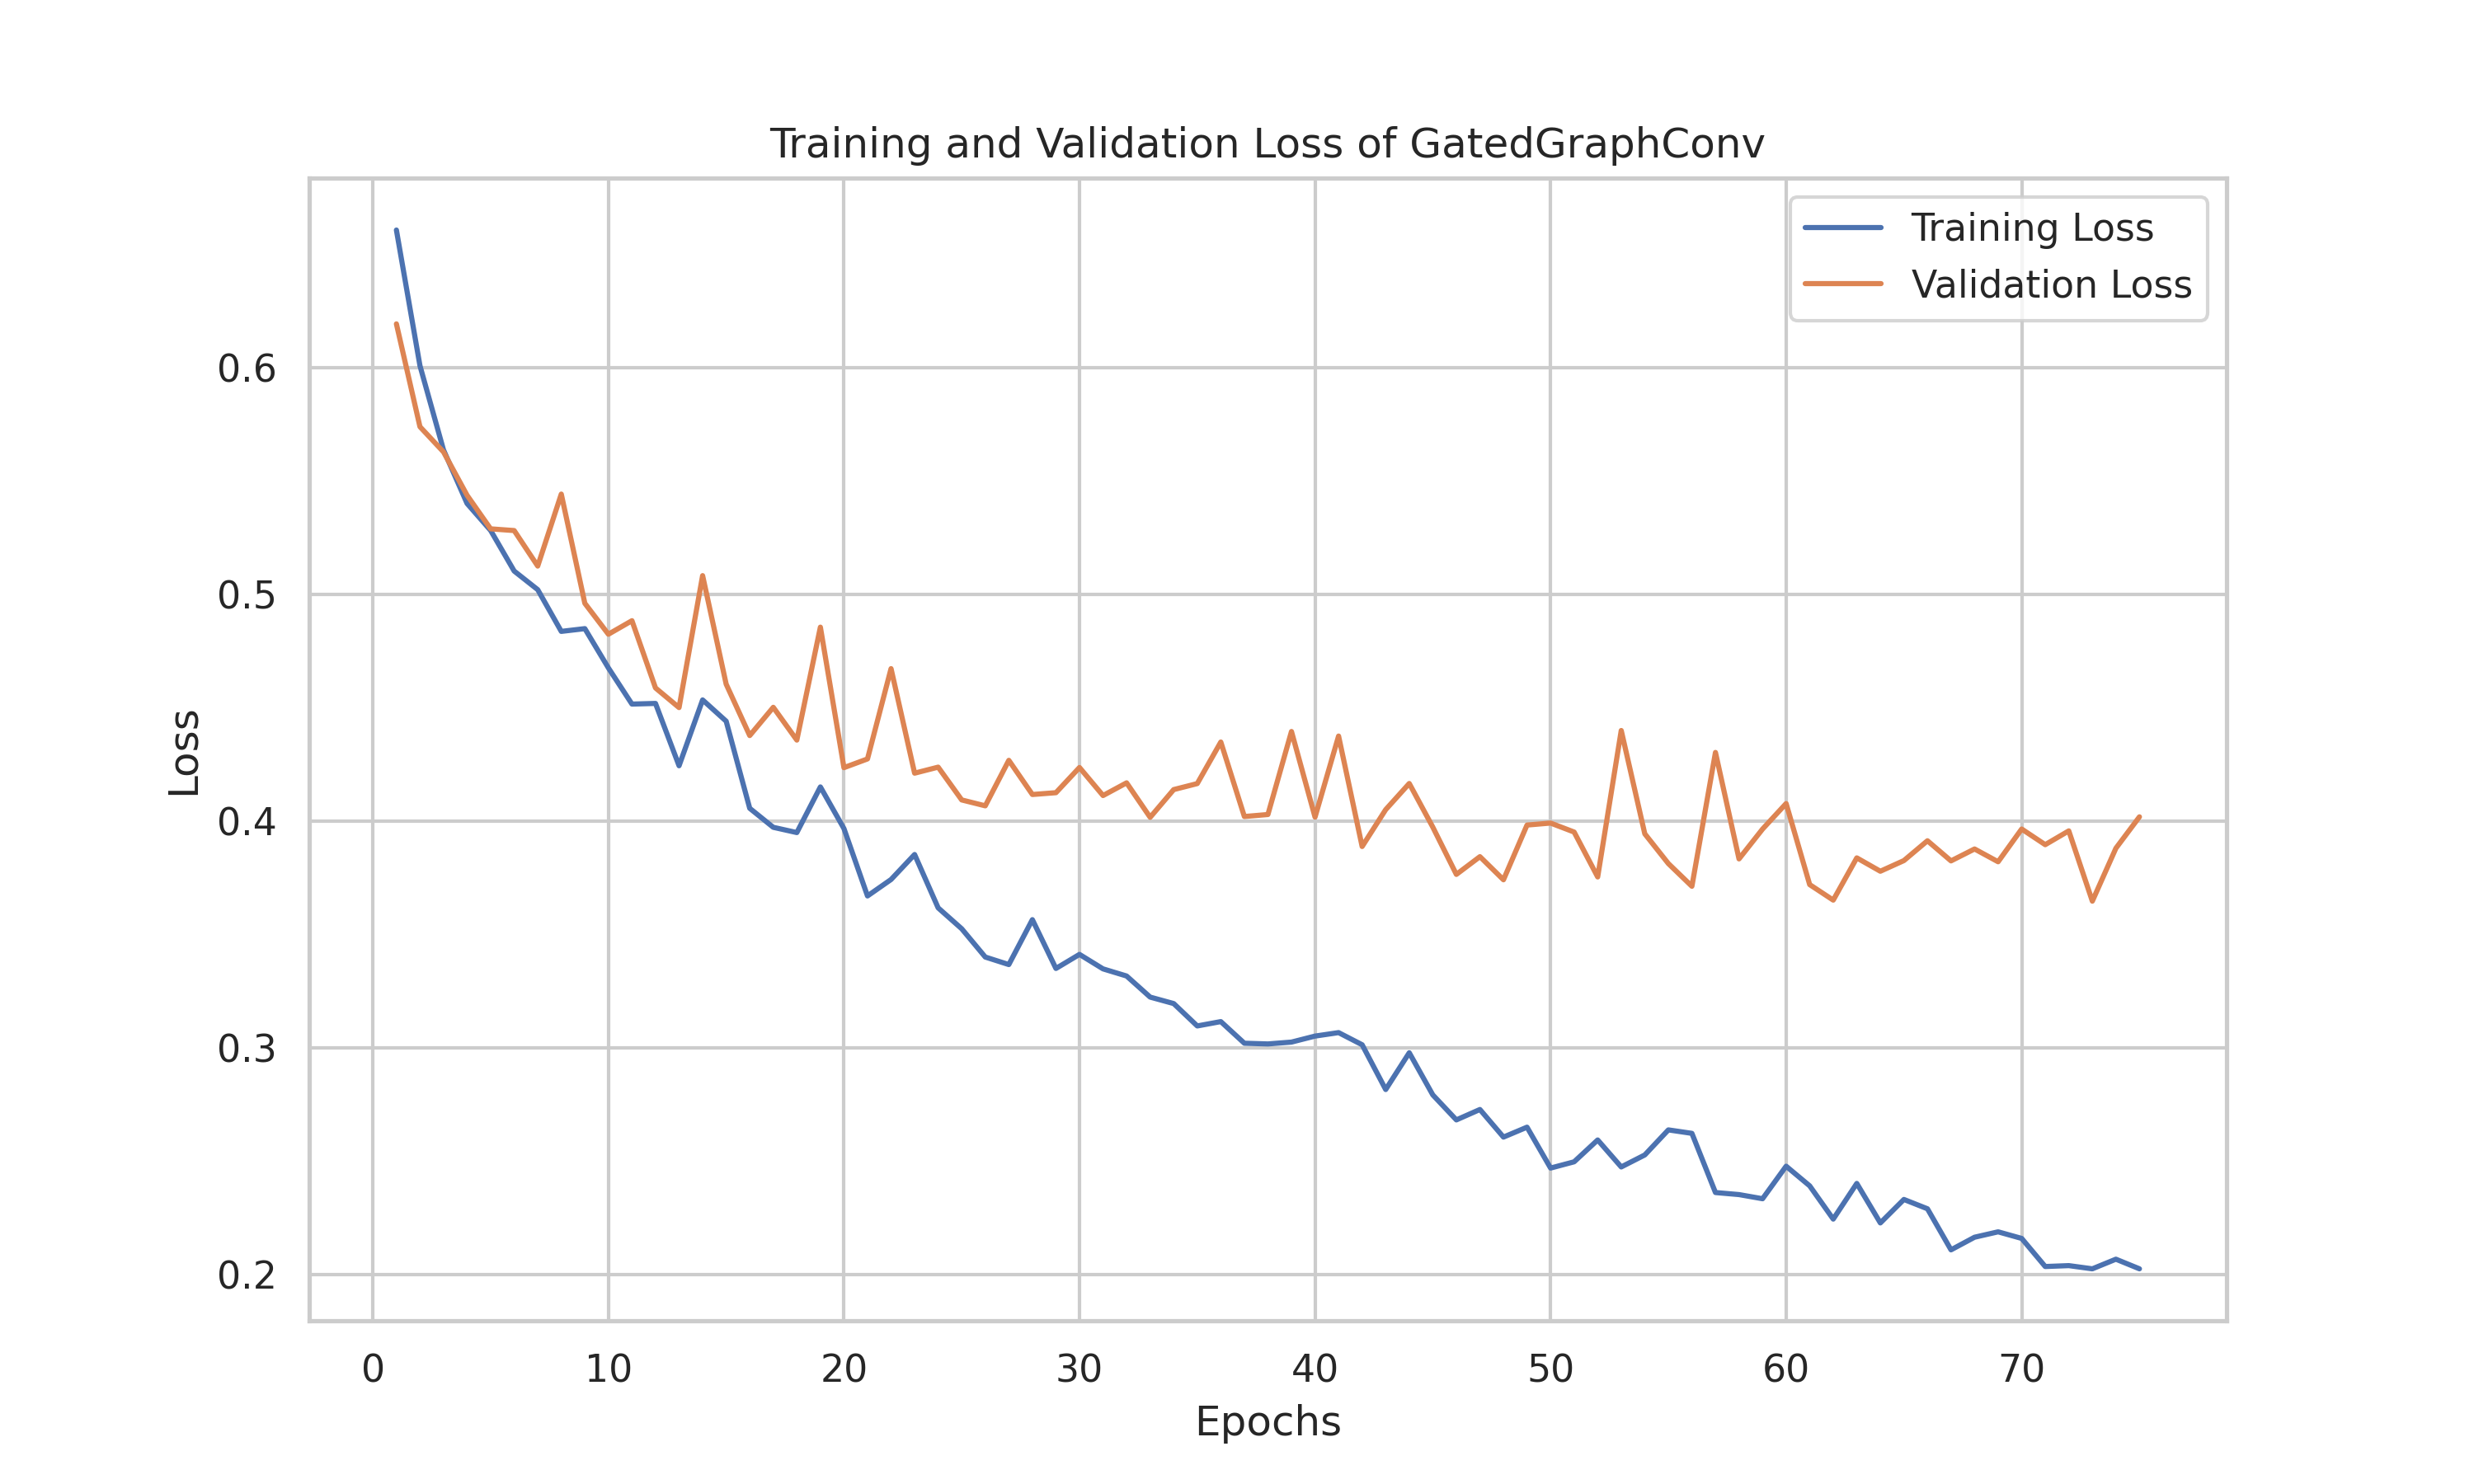 Training and Validation Loss of GatedGraphConv
Training Loss
Validation Loss
0.6
0.5
0.4
0.3
0.2
Loss
0 10 20 30 40 50 60 70
Epochs